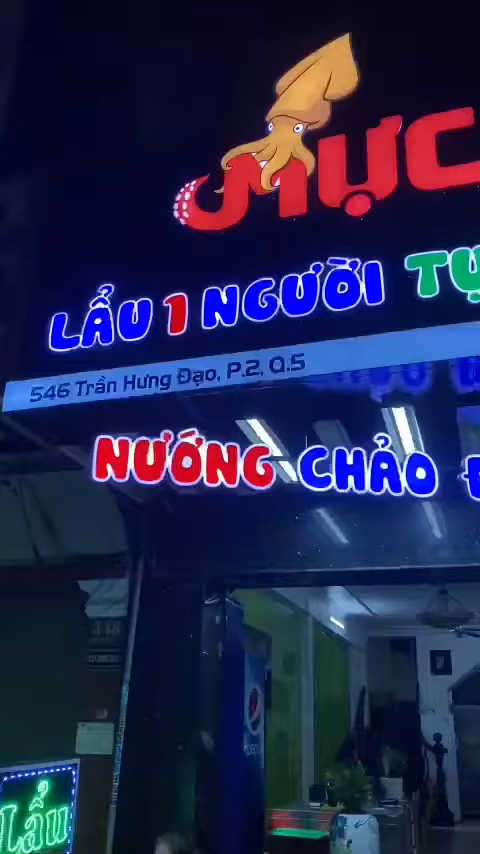 MỰC
LẨU 1 NGƯỜI TỰ
546 Trần Hưng Đạo, P.2, Q.5
NƯỚNG CHẢO
Lẩu